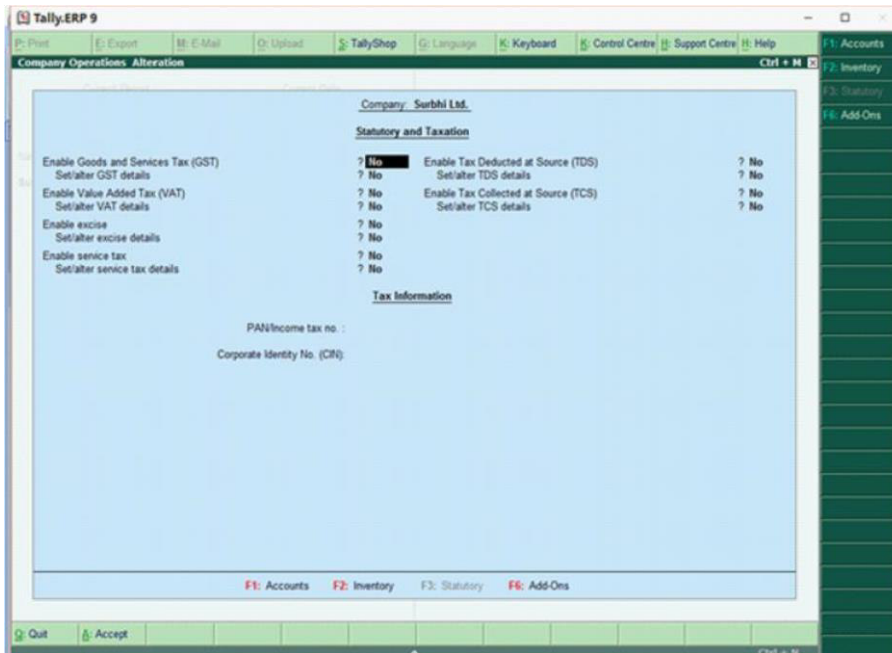 Tally.ERP 9
P: Print E: Export M: E-Mail O: Upload S: TallyShop G: Language K: Keyboard K: Control Centre H: Support Centre H: Help
F1: Accounts
Company Operations Alteration Ctrl + M
F2: Inventory
F3: Statutory
F6: Add-Ons
Company: Surbhi Ltd.
Statutory and Taxation
Enable Goods and Services Tax (GST) ? No Enable Tax Deducted at Source (TDS) ? No
Set/alter GST details ? No Set/alter TDS details ? No
Enable Value Added Tax (VAT) ? No Enable Tax Collected at Source (TCS) ? No
Set/alter VAT details ? No Set/alter TCS details ? No
Enable excise ? No
Set/alter excise details ? No
Enable service tax ? No
Set/alter service tax details ? No
Tax Information
PAN/Income tax no. :
Corporate Identity No. (CIN):
F1: Accounts F2: Inventory F3: Statutory F6: Add-Ons
Q: Quit A: Accept
Ctrl + N